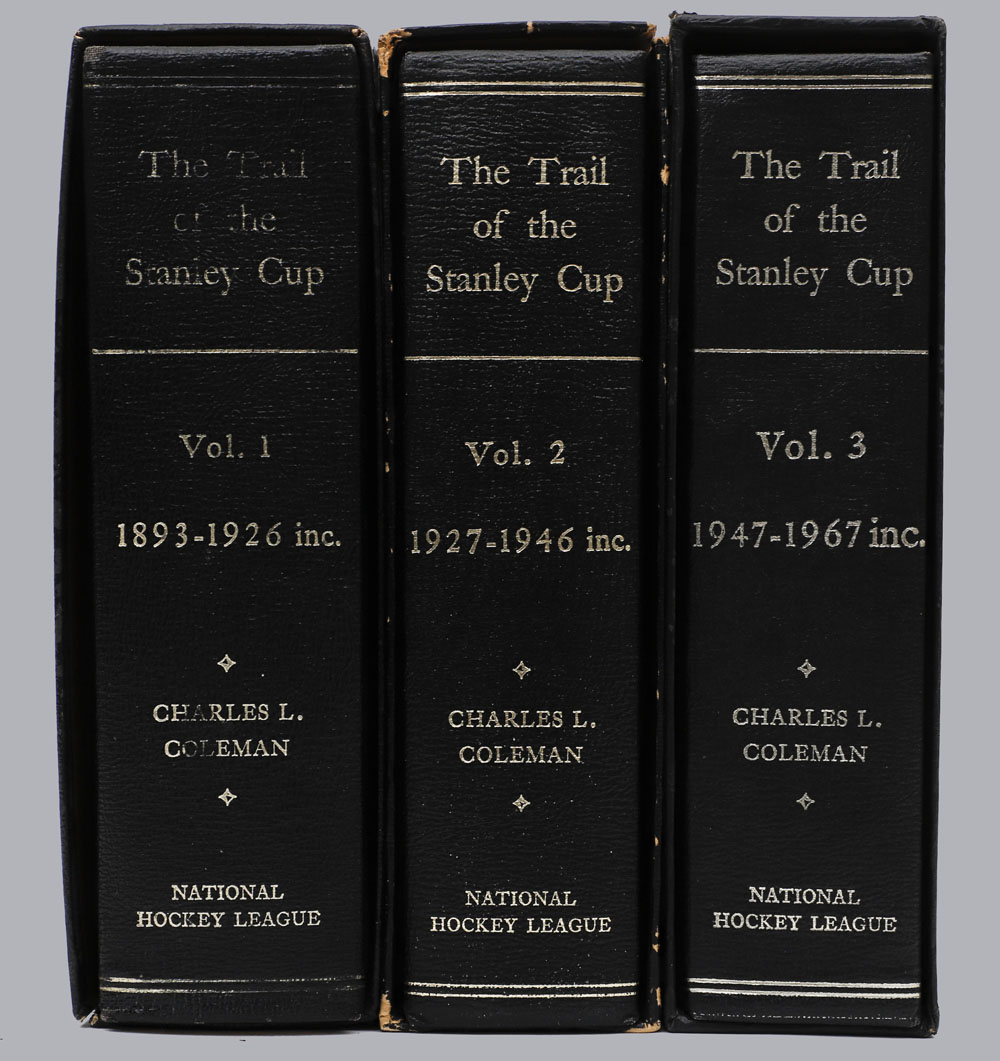 The Trail
of the
Stanley Cup
Vol. 1
1893-1926 inc.
CHARLES L.
COLEMAN
NATIONAL
HOCKEY LEAGUE
The Trail
of the
Stanley Cup
Vol. 2
1927-1946 inc.
CHARLES L.
COLEMAN
NATIONAL
HOCKEY LEAGUE
The Trail
of the
Stanley Cup
Vol. 3
1947-1967 inc.
CHARLES L.
COLEMAN
NATIONAL
HOCKEY LEAGUE